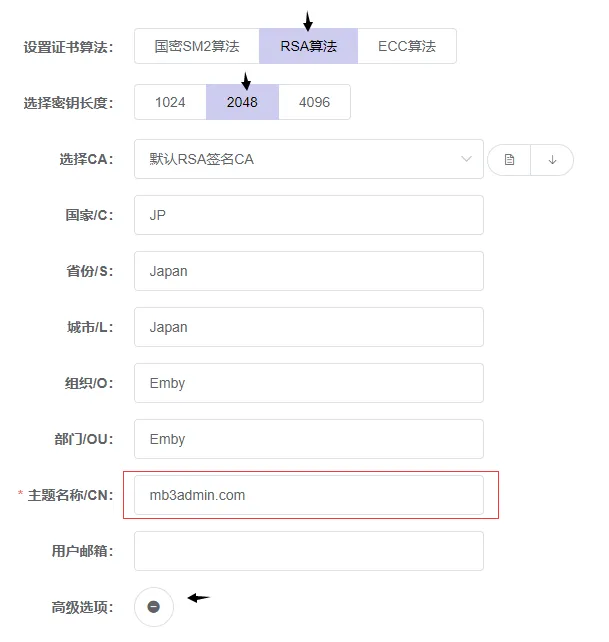 设置证书算法: 国密SM2算法 RSA算法 ECC算法
选择密钥长度: 1024 2048 4096
选择CA: 默认RSA签名CA
国家/C: JP
省份/S: Japan
城市/L: Japan
组织/O: Emby
部门/OU: Emby
* 主题名称/CN: mb3admin.com
用户邮箱:
高级选项: